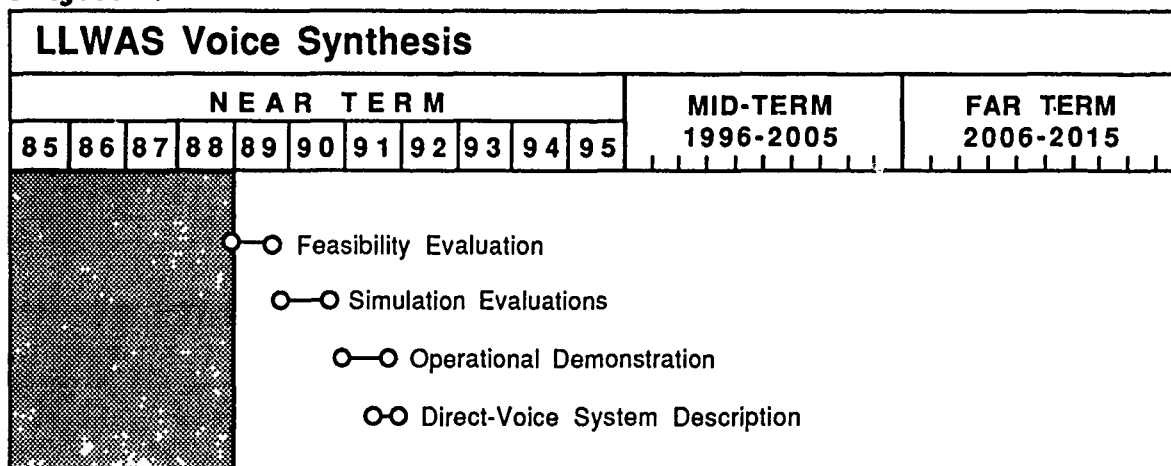 LLWAS Voice Synthesis
NEAR TERM
MID-TERM
1996-2005
FAR TERM
2006-2015
85 86 87 88 89 90 91 92 93 94 95
Feasibility Evaluation
Simulation Evaluations
Operational Demonstration
Direct-Voice System Description